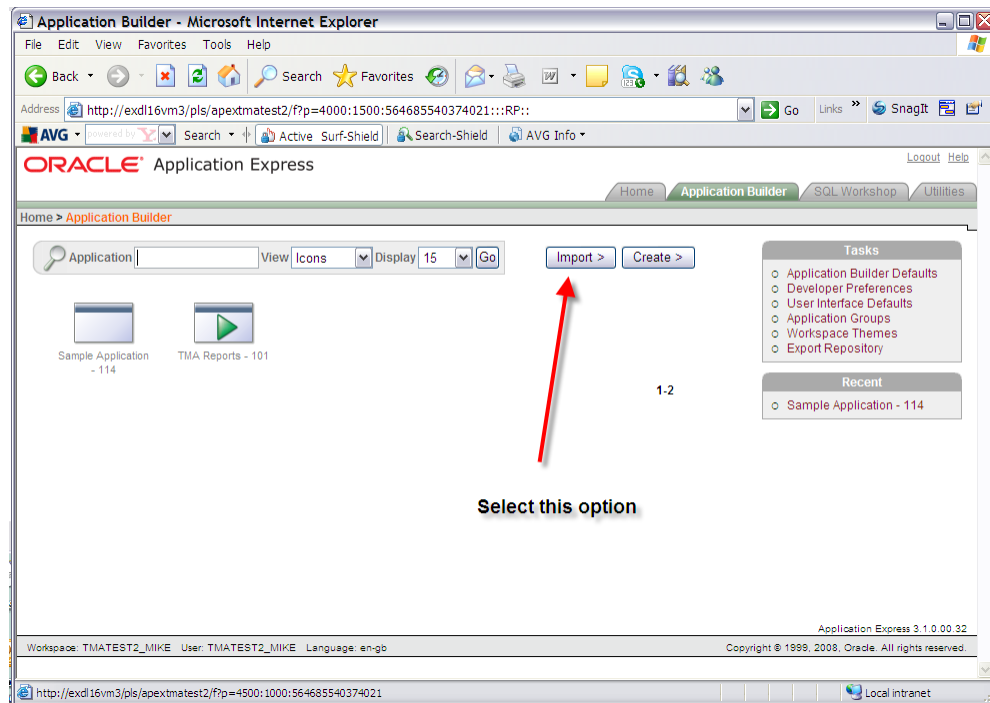 Application Builder - Microsoft Internet Explorer
File Edit View Favorites Tools Help
Back Search Favorites
Address http://exdl16vm3/pls/apextmatest2/f?p=4000:1500:564685540374021:::RP:: Go Links » SnagIt
AVG powered by Y! Search Active Surf-Shield Search-Shield AVG Info
ORACLE Application Express
Logout Help
Home Application Builder SQL Workshop Utilities
Home > Application Builder
Application View Icons Display 15 Go Import > Create >
Tasks
Application Builder Defaults
Developer Preferences
User Interface Defaults
Application Groups
Workspace Themes
Export Repository
Sample Application - 114
TMA Reports - 101
1-2
Recent
Sample Application - 114
Select this option
Application Express 3.1.0.00.32
Workspace: TMATEST2_MIKE User: TMATEST2_MIKE Language: en-gb
Copyright © 1999, 2008, Oracle. All rights reserved.
http://exdl16vm3/pls/apextmatest2/f?p=4500:1000:564685540374021 Local intranet